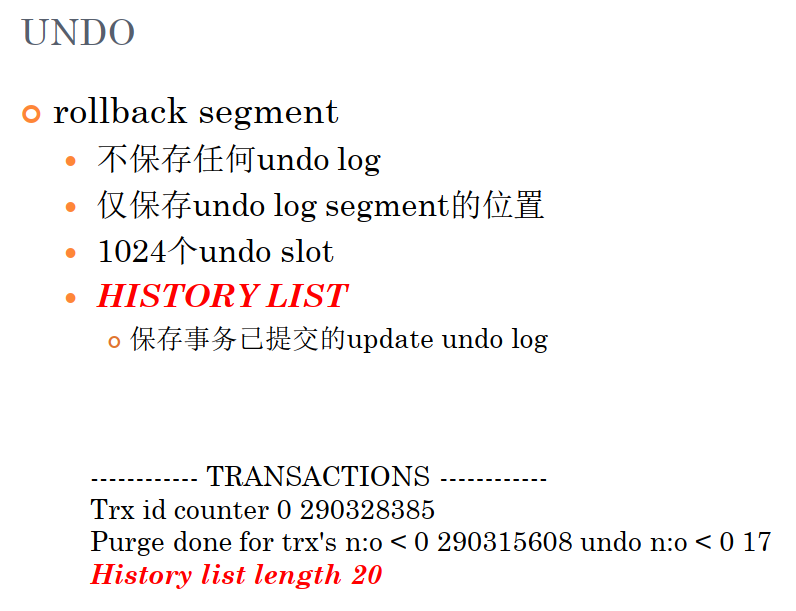 UNDO
rollback segment
不保存任何undo log
仅保存undo log segment的位置
1024个undo slot
HISTORY LIST
保存事务已提交的update undo log
------------ TRANSACTIONS ------------
Trx id counter 0 290328385
Purge done for trx's n:o < 0 290315608 undo n:o < 0 17
History list length 20